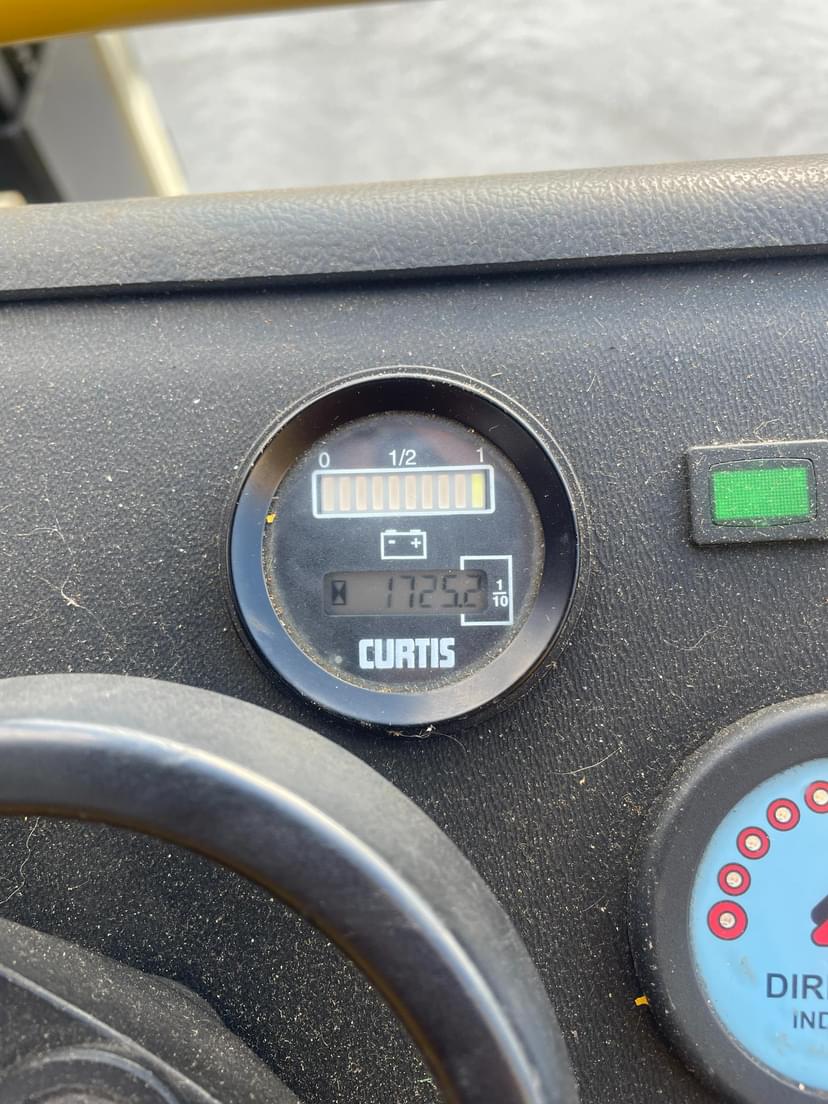 0 1/2 1
- +
1725.2
1/10
CURTIS
DIR
IND